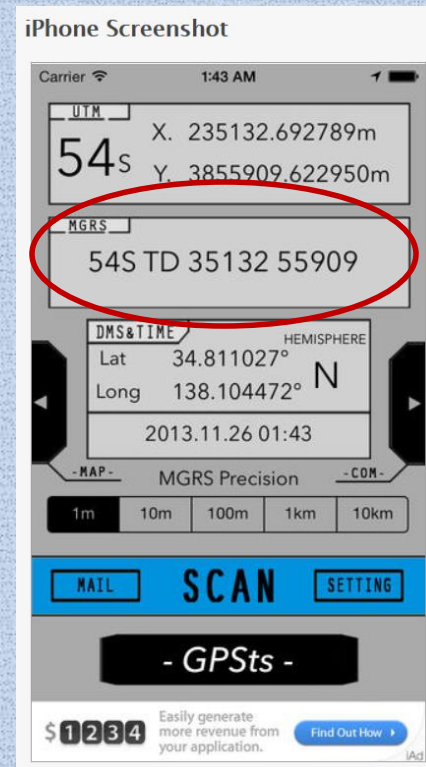 iPhone Screenshot
Carrier 1:43 AM
UTM
54S
X. 235132.692789m
Y. 3855909.622950m
MGRS
54S TD 35132 55909
DMS&TIME
HEMISPHERE
Lat 34.811027°
N
Long 138.104472°
2013.11.26 01:43
-MAP-
MGRS Precision
-COM-
1m 10m 100m 1km 10km
MAIL SCAN SETTING
- GPSts -
$1234
Easily generate
more revenue from
your application.
Find Out How
iAd